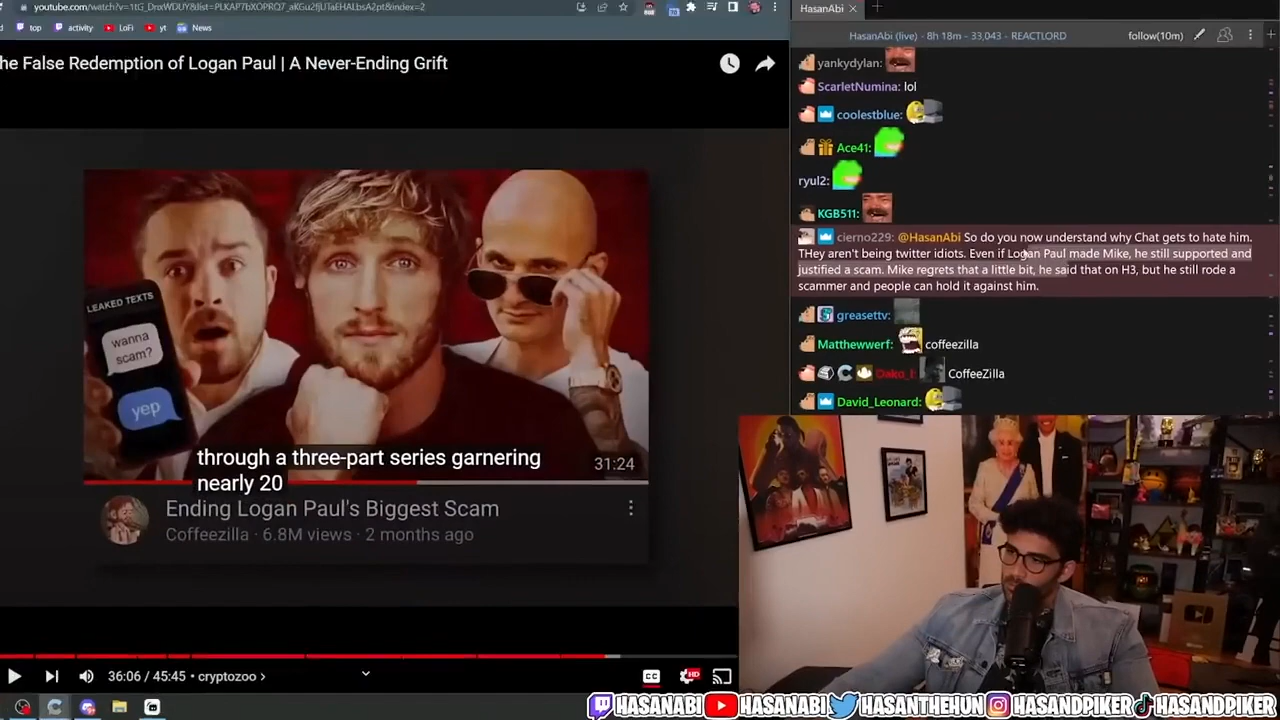 youtube.com/watch?v=1tG_DnxWDUY&list=PLKAP7bXOPRQ7_aKGu2fjUTaEHALbsA2pt&index=2
top
activity
LoFi
yt
News
he False Redemption of Logan Paul | A Never-Ending Grift
LEAKED TEXTS
wanna
scam?
yep
through a three-part series garnering
nearly 20
31:24
Ending Logan Paul's Biggest Scam
Coffeezilla · 6.8M views · 2 months ago
36:06 / 45:45 • cryptozoo ›
CC
HD
HasanAbi
HasanAbi (live) - 8h 18m - 33,043 - REACTLORD
follow(10m)
yankydylan:
ScarletNumina: lol
coolestblue:
Ace41:
ryul2:
KGB511:
cierno229: @HasanAbi So do you now understand why Chat gets to hate him.
THey aren't being twitter idiots. Even if Logan Paul made Mike, he still supported and
justified a scam. Mike regrets that a little bit, he said that on H3, but he still rode a
scammer and people can hold it against him.
greasettv:
Matthewwerf: coffeezilla
CoffeeZilla
David_Leonard:
HASANABI HASANABI HASANTHEHUN HASANDPIKER HASANDPIKER